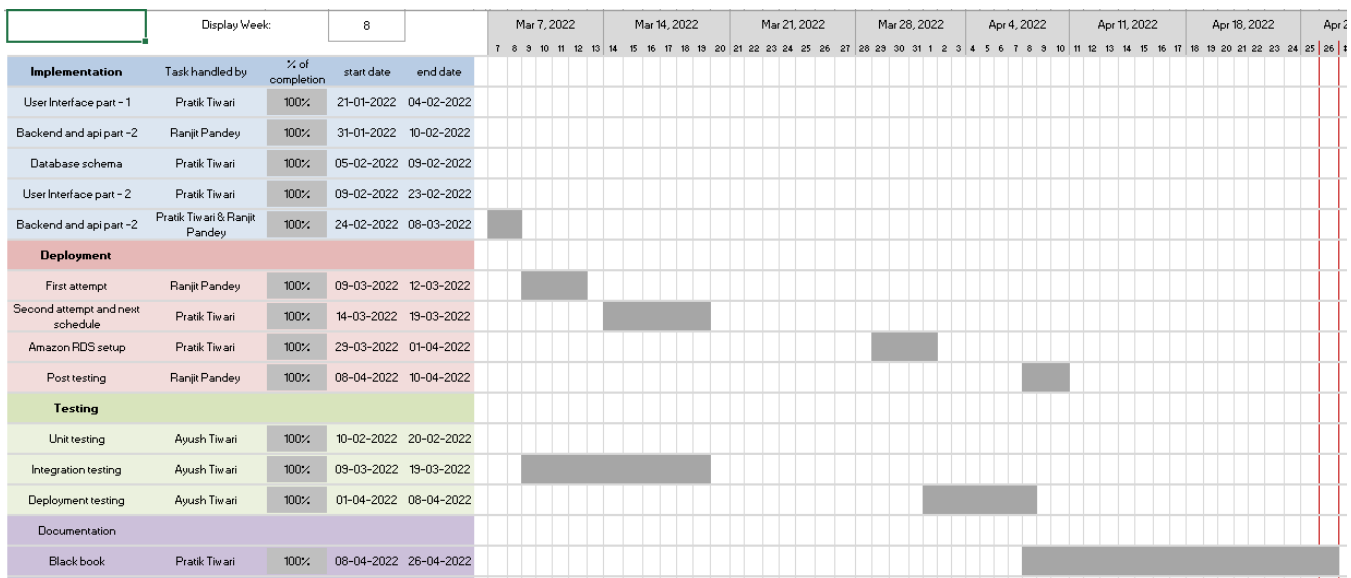 Display Week: 8 Mar 7, 2022 Mar 14, 2022 Mar 21, 2022 Mar 28, 2022 Apr 4, 2022 Apr 11, 2022 Apr 18, 2022 Apr 2
7 8 9 10 11 12 13 14 15 16 17 18 19 20 21 22 23 24 25 26 27 28 29 30 31 1 2 3 4 5 6 7 8 9 10 11 12 13 14 15 16 17 18 19 20 21 22 23 24 25 26
Implementation Task handled by % of completion start date end date
User Interface part - 1 Pratik Tiwari 100% 21-01-2022 04-02-2022
Backend and api part -2 Ranjit Pandey 100% 31-01-2022 10-02-2022
Database schema Pratik Tiwari 100% 05-02-2022 09-02-2022
User Interface part - 2 Pratik Tiwari 100% 09-02-2022 23-02-2022
Backend and api part -2 Pratik Tiwari & Ranjit Pandey 100% 24-02-2022 08-03-2022
Deployment
First attempt Ranjit Pandey 100% 09-03-2022 12-03-2022
Second attempt and next schedule Pratik Tiwari 100% 14-03-2022 19-03-2022
Amazon RDS setup Pratik Tiwari 100% 29-03-2022 01-04-2022
Post testing Ranjit Pandey 100% 08-04-2022 10-04-2022
Testing
Unit testing Ayush Tiwari 100% 10-02-2022 20-02-2022
Integration testing Ayush Tiwari 100% 09-03-2022 19-03-2022
Deployment testing Ayush Tiwari 100% 01-04-2022 08-04-2022
Documentation
Black book Pratik Tiwari 100% 08-04-2022 26-04-2022